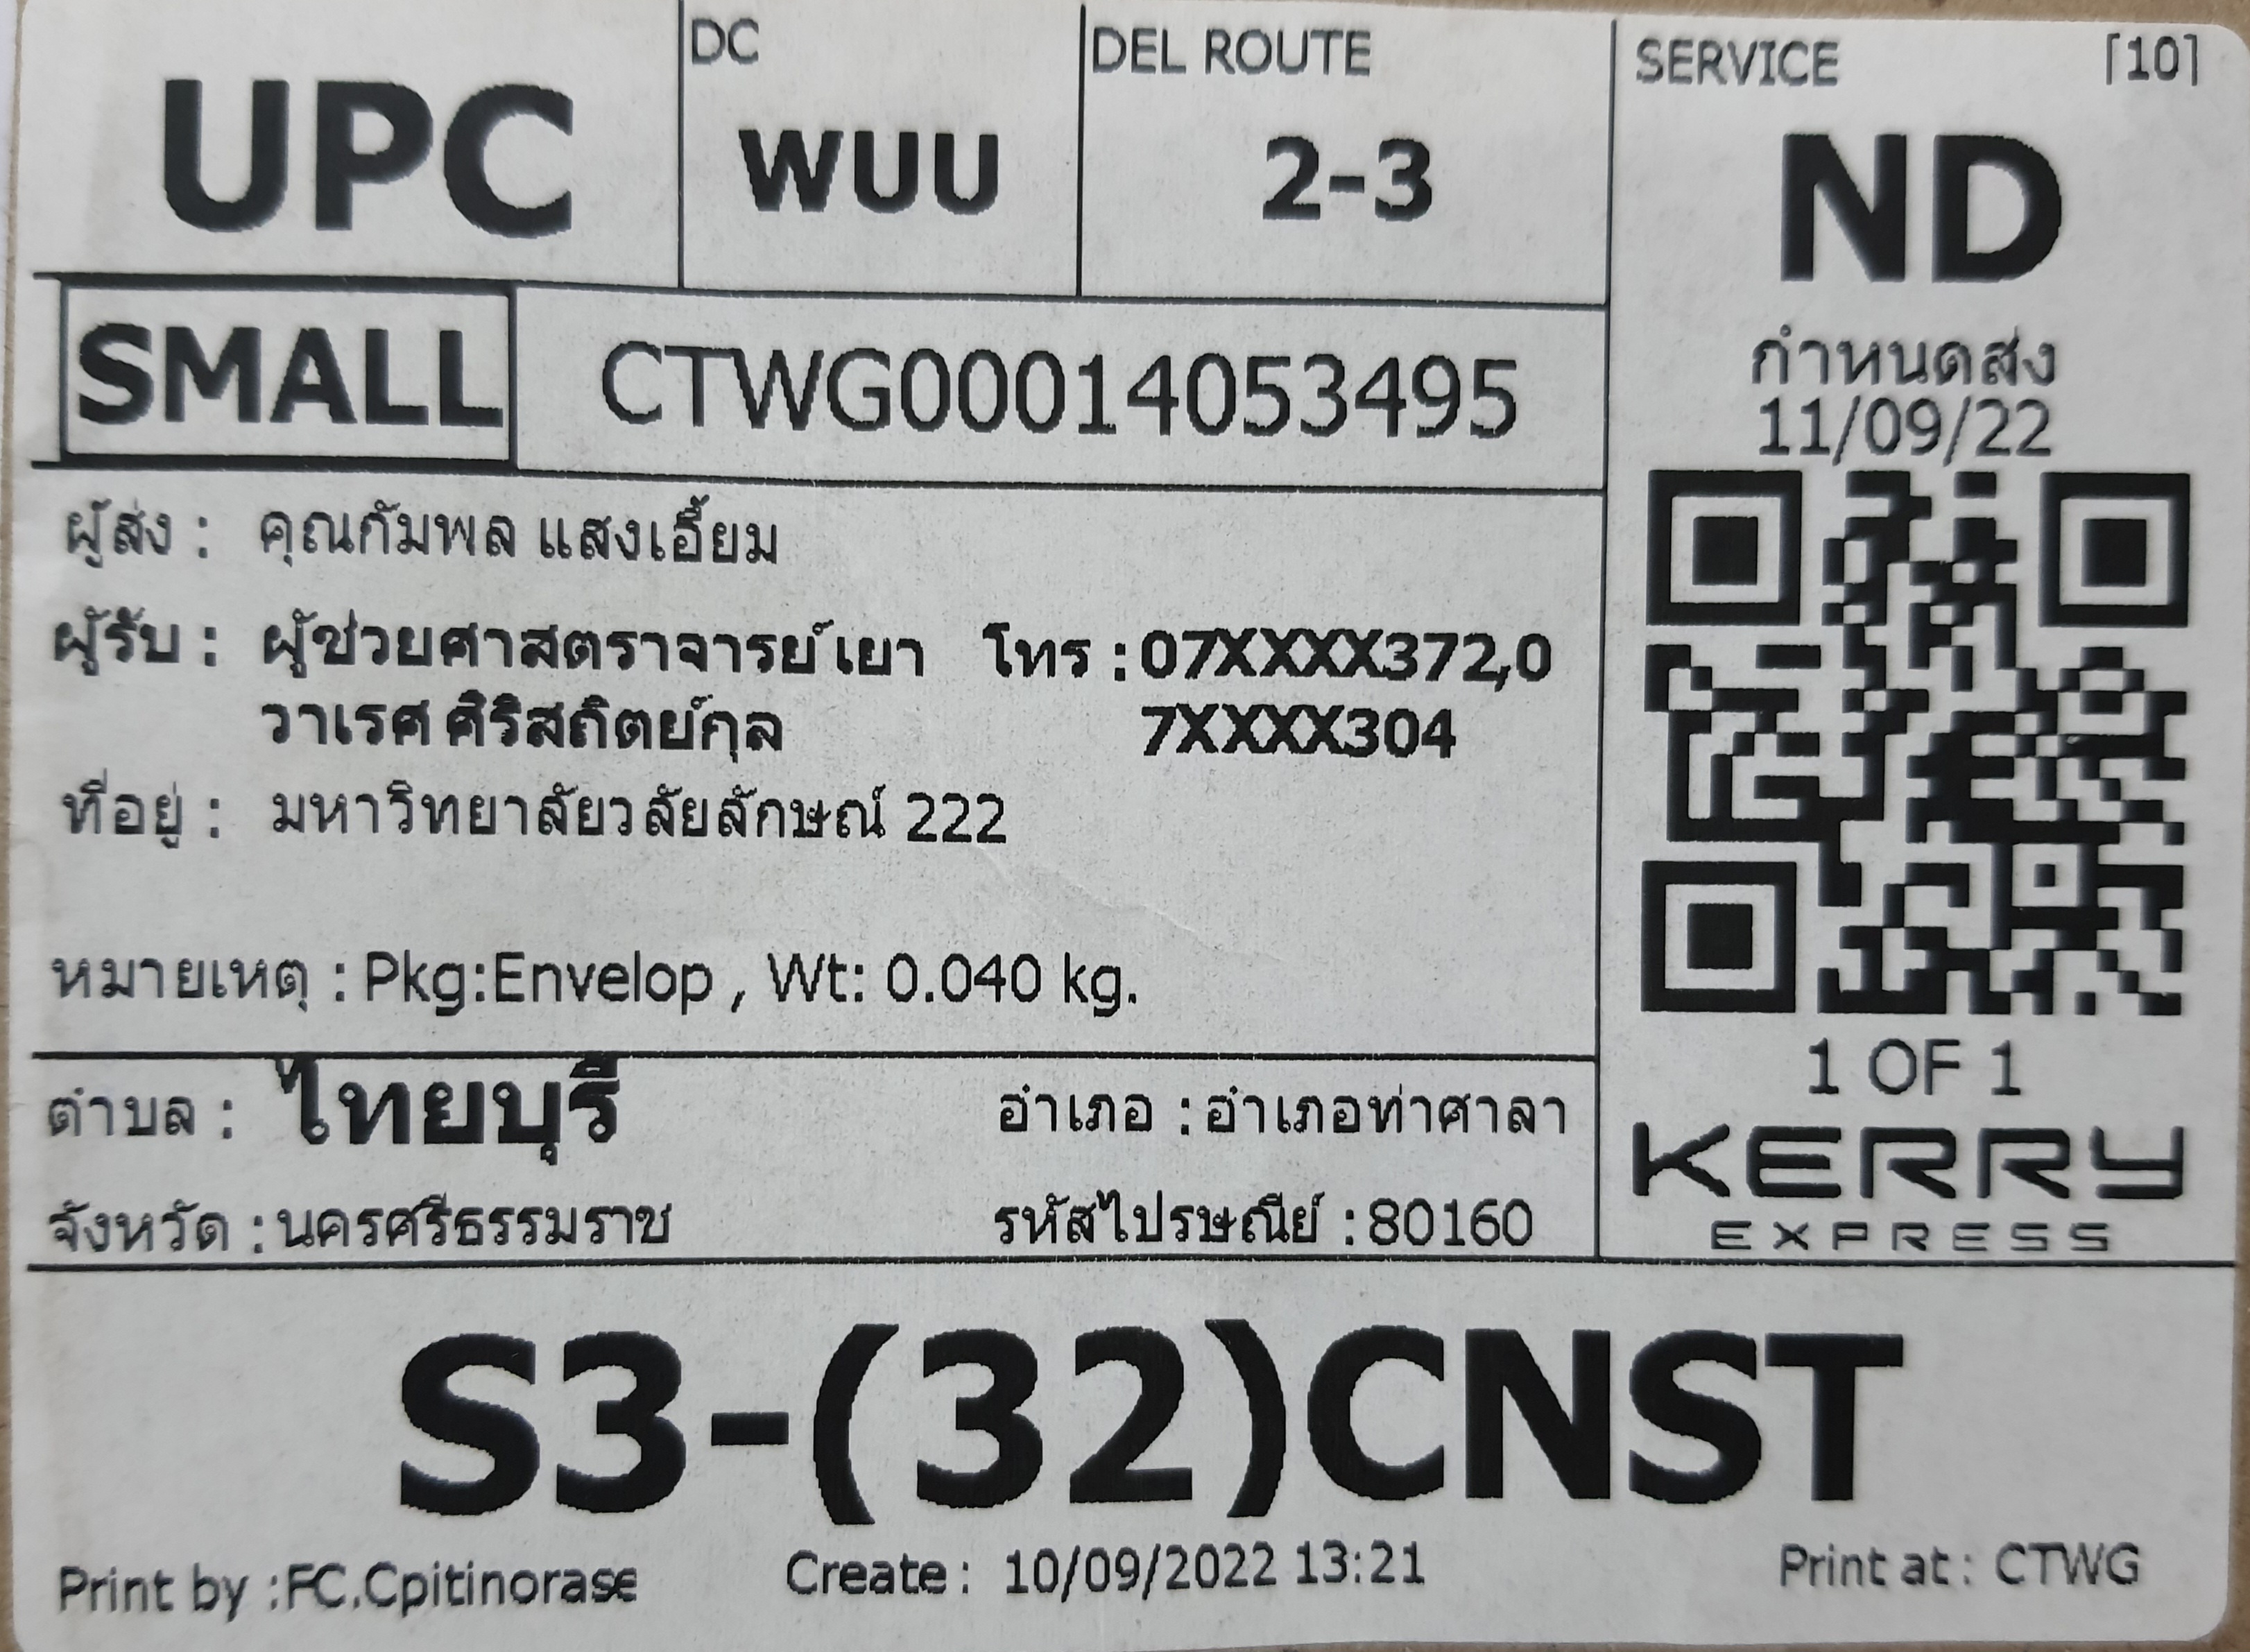 UPC
DC
WUU
DEL ROUTE
2-3
SERVICE [10]
ND
กำหนดส่ง
11/09/22
SMALL
CTWG00014053495
ผู้ส่ง : คุณกัมพล แสงเอี้ยม
ผู้รับ : ผู้ช่วยศาสตราจารย์ เยา โทร : 07XXXX372,0
วาเรศ ศิริสถิตย์กุล 7XXXX304
ที่อยู่ : มหาวิทยาลัยวลัยลักษณ์ 222
หมายเหตุ : Pkg:Envelop , Wt: 0.040 kg.
1 OF 1
KERRY
EXPRESS
ตำบล : ไทยบุรี อำเภอ : อำเภอท่าศาลา
จังหวัด : นครศรีธรรมราช รหัสไปรษณีย์ : 80160
S3-(32)CNST
Print by :FC.Cpitinorase Create : 10/09/2022 13:21 Print at : CTWG